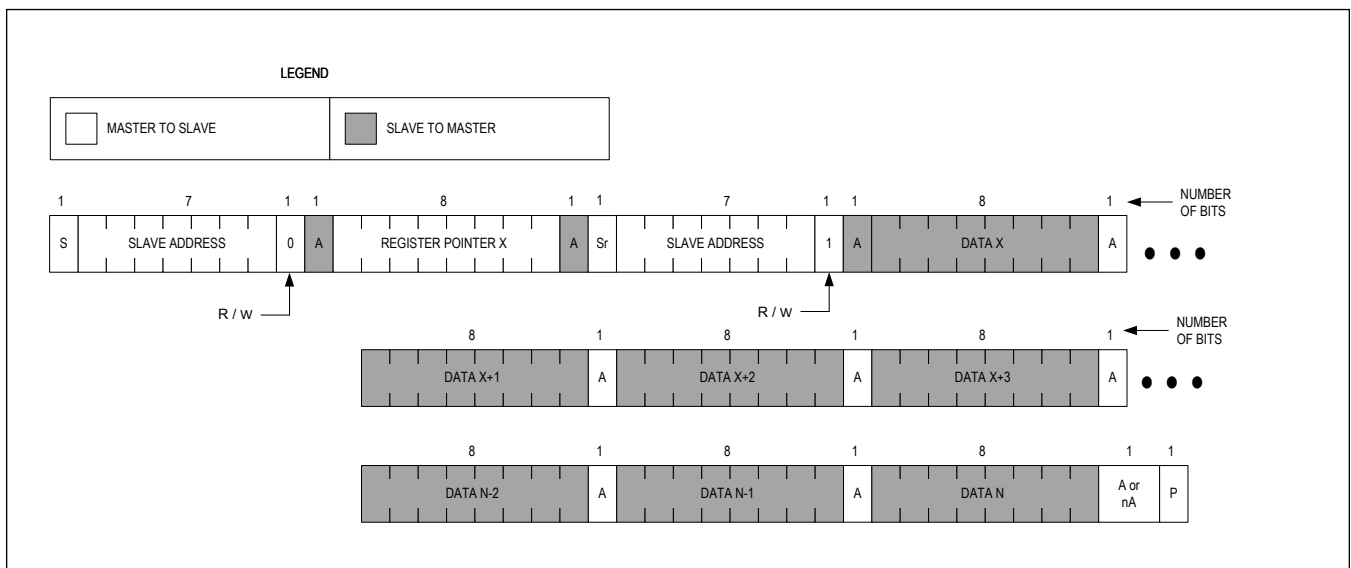 LEGEND
MASTER TO SLAVE
SLAVE TO MASTER
1 7 1 1 8 1 1 7 1 1 8 1
NUMBER
OF BITS
S SLAVE ADDRESS 0 A REGISTER POINTER X A Sr SLAVE ADDRESS 1 A DATA X A
R / W R / W
8 1 8 1 8 1
NUMBER
OF BITS
DATA X+1 A DATA X+2 A DATA X+3 A
8 1 8 1 8 1 1
DATA N-2 A DATA N-1 A DATA N A or nA P